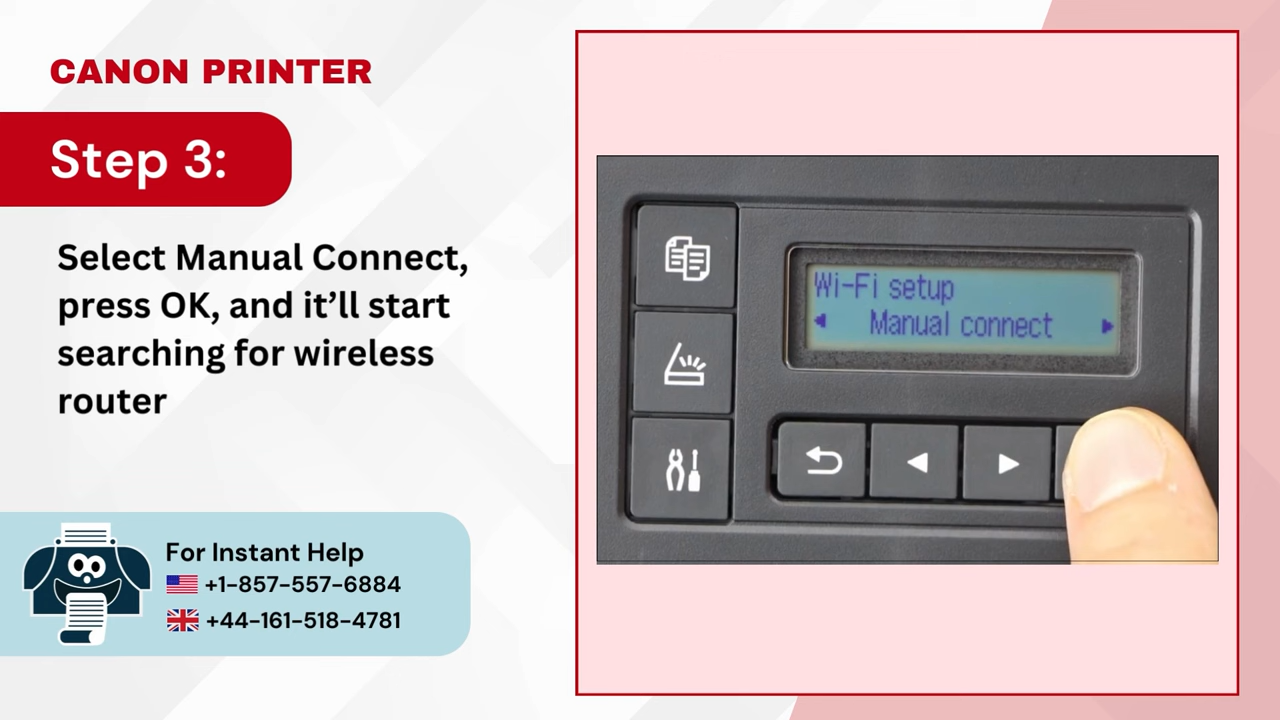 CANON PRINTER
Step 3:
Select Manual Connect,
press OK, and it’ll start
searching for wireless
router
For Instant Help
+1-857-557-6884
+44-161-518-4781
Wi-Fi setup
Manual connect